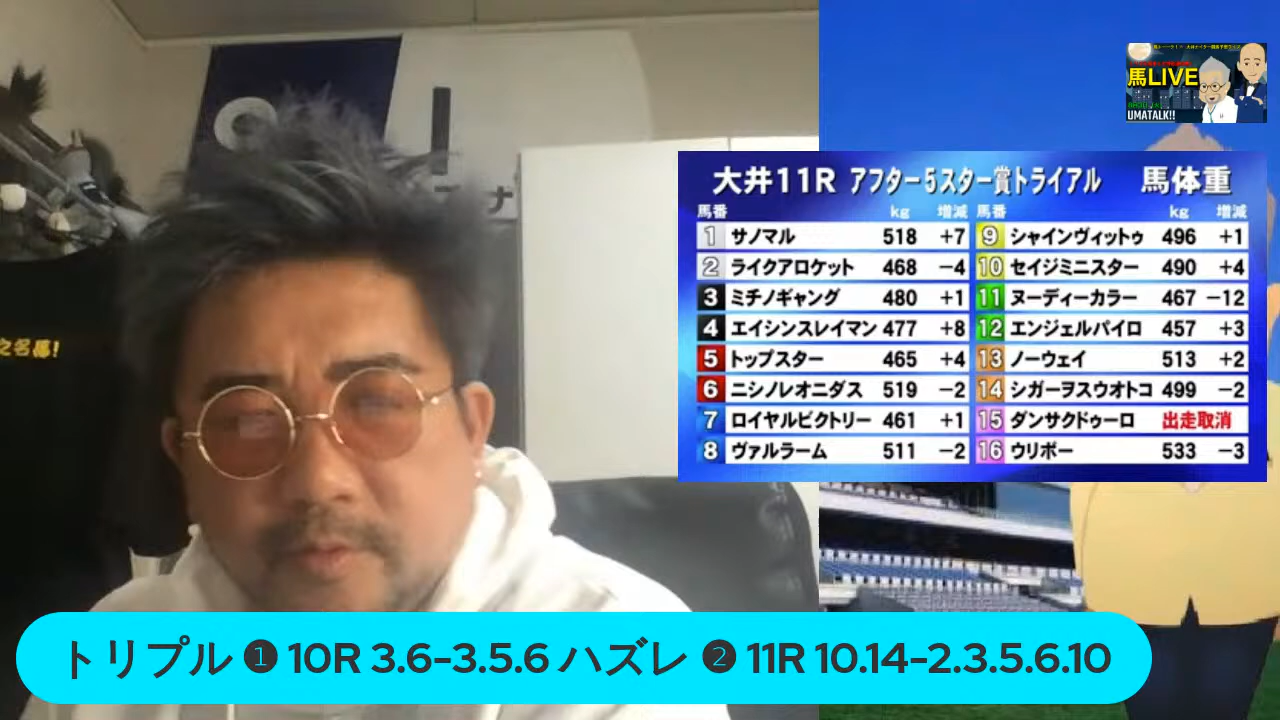 馬LIVE
UMATALK!!
ナ
之名馬!
大井11R アフター5スター賞トライアル 馬体重
馬番 kg 増減 馬番 kg 増減
1 サノマル 518 +7 9 シャインヴィットゥ 496 +1
2 ライクアロケット 468 −4 10 セイジミニスター 490 +4
3 ミチノギャング 480 +1 11 ヌーディーカラー 467 −12
4 エイシンスレイマン 477 +8 12 エンジェルパイロ 457 +3
5 トップスター 465 +4 13 ノーウェイ 513 +2
6 ニシノレオニダス 519 −2 14 シガーヲスウオトコ 499 −2
7 ロイヤルビクトリー 461 +1 15 ダンサクドゥーロ 出走取消
8 ヴァルラーム 511 −2 16 ウリボー 533 −3
トリプル ❶ 10R 3.6-3.5.6 ハズレ ❷ 11R 10.14-2.3.5.6.10